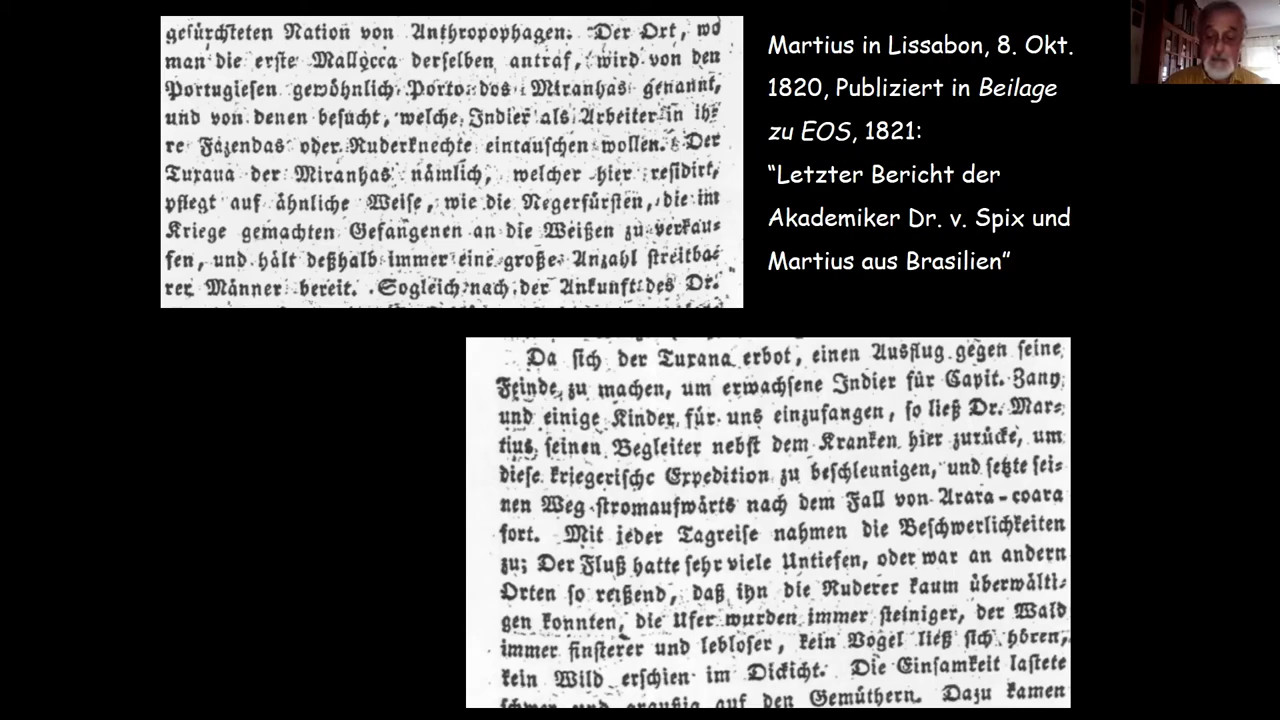 gefürchteten Nation von Anthropophagen. Der Ort, wo
man die erste Mallocca derselben antraf, wird von den
Portugiesen gewöhnlich Porto dos Miranhas genannt,
und von denen besucht, welche Indier als Arbeiter in ih-
re Fazendas oder Ruderknechte eintauschen wollen. Der
Tuxaua der Miranhas nämlich, welcher hier residirt,
pflegt auf ähnliche Weise, wie die Negerfürsten, die im
Kriege gemachten Gefangenen an die Weißen zu verkau-
fen, und hält deßhalb immer eine große Anzahl streitba-
rer Männer bereit. Sogleich nach der Ankunft des Dr.
Martius in Lissabon, 8. Okt.
1820, Publiziert in Beilage
zu EOS, 1821:
“Letzter Bericht der
Akademiker Dr. v. Spix und
Martius aus Brasilien”
Da sich der Tuxana erbot, einen Ausflug gegen seine
Feinde zu machen, um erwachsene Indier für Capit. Zany
und einige Kinder für uns einzufangen, so ließ Dr. Mar-
tius seinen Begleiter nebst dem Kranken hier zurücke, um
diese kriegerische Expedition zu beschleunigen, und setzte sei-
nen Weg stromaufwärts nach dem Fall von Arara-coara
fort. Mit jeder Tagreise nahmen die Beschwerlichkeiten
zu; Der Fluß hatte sehr viele Untiefen, oder war an andern
Orten so reißend, daß ihn die Ruderer kaum überwälti-
gen konnten, die Ufer wurden immer steiniger, der Wald
immer finsterer und lebloser, kein Vogel ließ sich hören,
kein Wild erschien im Dickicht. Die Einsamkeit lastete
schwer und grausig auf den Gemüthern. Dazu kamen